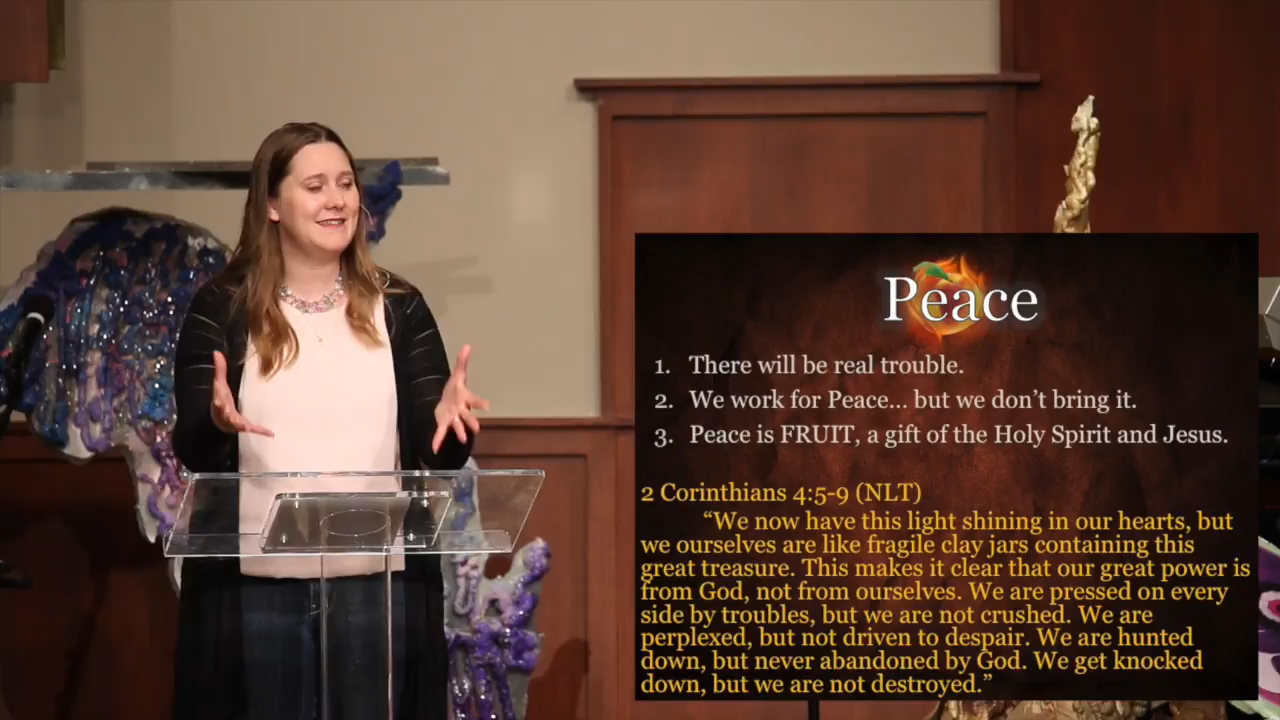 Peace
1. There will be real trouble.
2. We work for Peace... but we don't bring it.
3. Peace is FRUIT, a gift of the Holy Spirit and Jesus.
2 Corinthians 4:5-9 (NLT)
“We now have this light shining in our hearts, but
we ourselves are like fragile clay jars containing this
great treasure. This makes it clear that our great power is
from God, not from ourselves. We are pressed on every
side by troubles, but we are not crushed. We are
perplexed, but not driven to despair. We are hunted
down, but never abandoned by God. We get knocked
down, but we are not destroyed.”